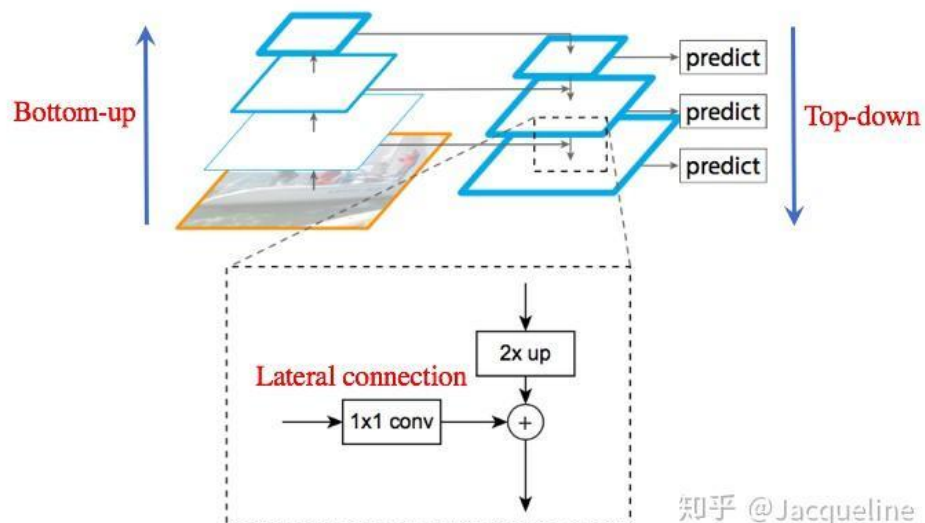 predict
Bottom-up
predict
Top-down
predict
2x up
Lateral connection
1x1 conv
+
知乎 @Jacqueline